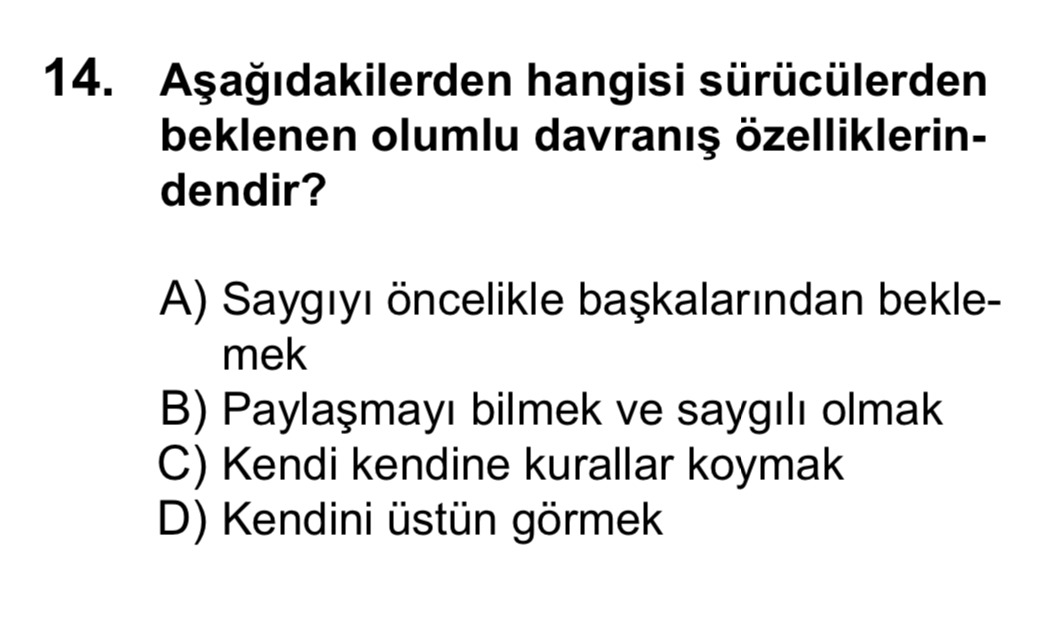 14. Aşağıdakilerden hangisi sürücülerden
beklenen olumlu davranış özelliklerin-
dendir?
A) Saygıyı öncelikle başkalarından bekle-
mek
B) Paylaşmayı bilmek ve saygılı olmak
C) Kendi kendine kurallar koymak
D) Kendini üstün görmek